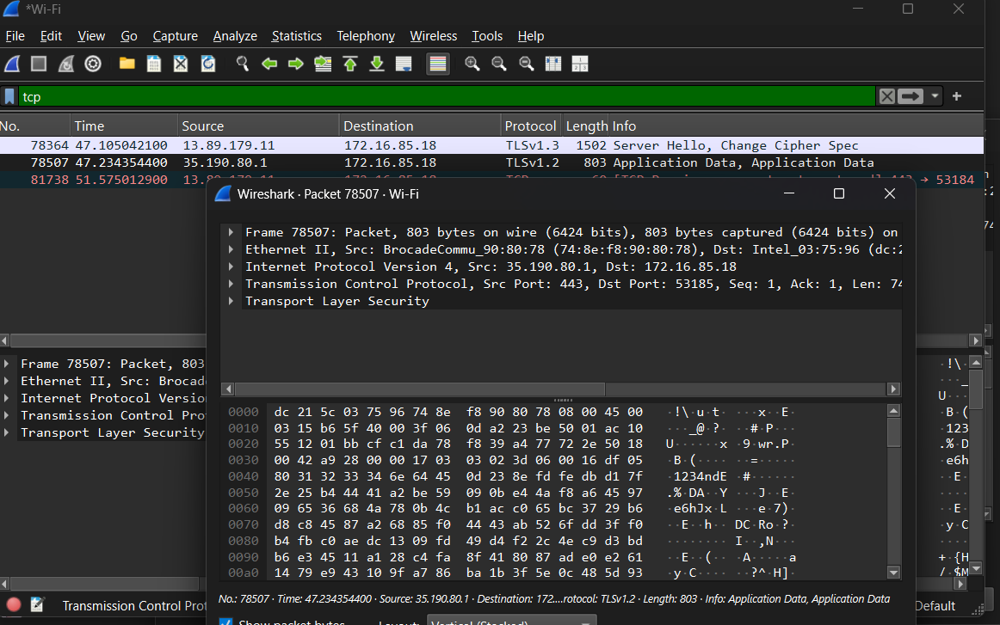 *Wi-Fi
File Edit View Go Capture Analyze Statistics Telephony Wireless Tools Help
tcp
No. Time Source Destination Protocol Length Info
78364 47.105042100 13.89.179.11 172.16.85.18 TLSv1.3 1502 Server Hello, Change Cipher Spec
78507 47.234354400 35.190.80.1 172.16.85.18 TLSv1.2 803 Application Data, Application Data
81738 51.575012900 → 53184
Wireshark · Packet 78507 · Wi-Fi
Frame 78507: Packet, 803 bytes on wire (6424 bits), 803 bytes captured (6424 bits) on
Ethernet II, Src: BrocadeCommu_90:80:78 (74:8e:f8:90:80:78), Dst: Intel_03:75:96 (dc:2
Internet Protocol Version 4, Src: 35.190.80.1, Dst: 172.16.85.18
Transmission Control Protocol, Src Port: 443, Dst Port: 53185, Seq: 1, Ack: 1, Len: 74
Transport Layer Security
Frame 78507: Packet, 803
Ethernet II, Src: Brocad
Internet Protocol Versio
Transmission Control Pro
Transport Layer Security
0000 dc 21 5c 03 75 96 74 8e f8 90 80 78 08 00 45 00 ·!\·u·t· ···x··E·
0010 03 15 b6 5f 40 00 3f 06 0d a2 23 be 50 01 ac 10 ···_@·?· ··#·P···
0020 55 12 01 bb cf c1 da 78 f8 39 a4 77 72 2e 50 18 U······x ·9·wr.P·
0030 00 42 a9 28 00 00 17 03 03 02 3d 06 00 16 df 05 ·B·(···· ··=·····
0040 80 31 32 33 34 6e 64 45 0d 23 8e fd fe db d1 7f ·1234ndE ·#······
0050 2e 25 b4 44 41 a2 be 59 09 0b e4 4a f8 a6 45 97 .%·DA··Y ···J··E·
0060 09 65 36 68 4a 78 0b 4c b1 ac c0 65 bc 37 29 b6 ·e6hJx·L ···e·7)·
0070 d8 c8 45 87 a2 68 85 f0 44 43 ab 52 6f dd 3f f0 ··E··h·· DC·Ro·?·
0080 b4 fb c0 ae dc 13 09 fd 49 d4 f2 2c 4e c9 d3 bd ········ I··,N···
0090 b6 e3 45 11 a1 28 c4 fa 8f 41 80 87 ad e0 e2 61 ··E··(·· ·A·····a
00a0 14 79 e9 43 10 9f a7 86 ba 1b 3f 5e 0c 48 5d 93 ·y·C···· ··?^·H]·
No.: 78507 · Time: 47.234354400 · Source: 35.190.80.1 · Destination: 172....rotocol: TLSv1.2 · Length: 803 · Info: Application Data, Application Data
Show packet bytes Layout: Vertical (Stacked)
Transmission Control Prot
Default